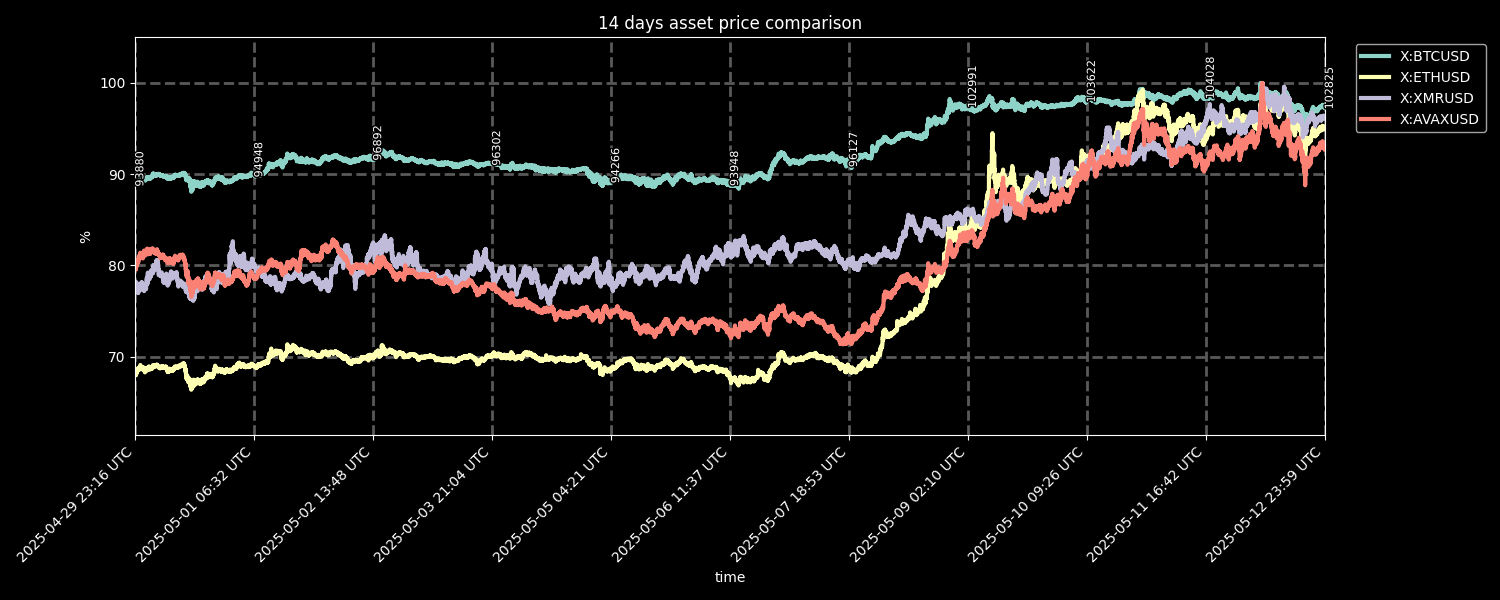 14 days asset price comparison
X:BTCUSD
X:ETHUSD
X:XMRUSD
X:AVAXUSD
100
90
80
70
%
93880
94948
96892
96302
94266
93948
96127
102991
103622
104028
102825
2025-04-29 23:16 UTC
2025-05-01 06:32 UTC
2025-05-02 13:48 UTC
2025-05-03 21:04 UTC
2025-05-05 04:21 UTC
2025-05-06 11:37 UTC
2025-05-07 18:53 UTC
2025-05-09 02:10 UTC
2025-05-10 09:26 UTC
2025-05-11 16:42 UTC
2025-05-12 23:59 UTC
time